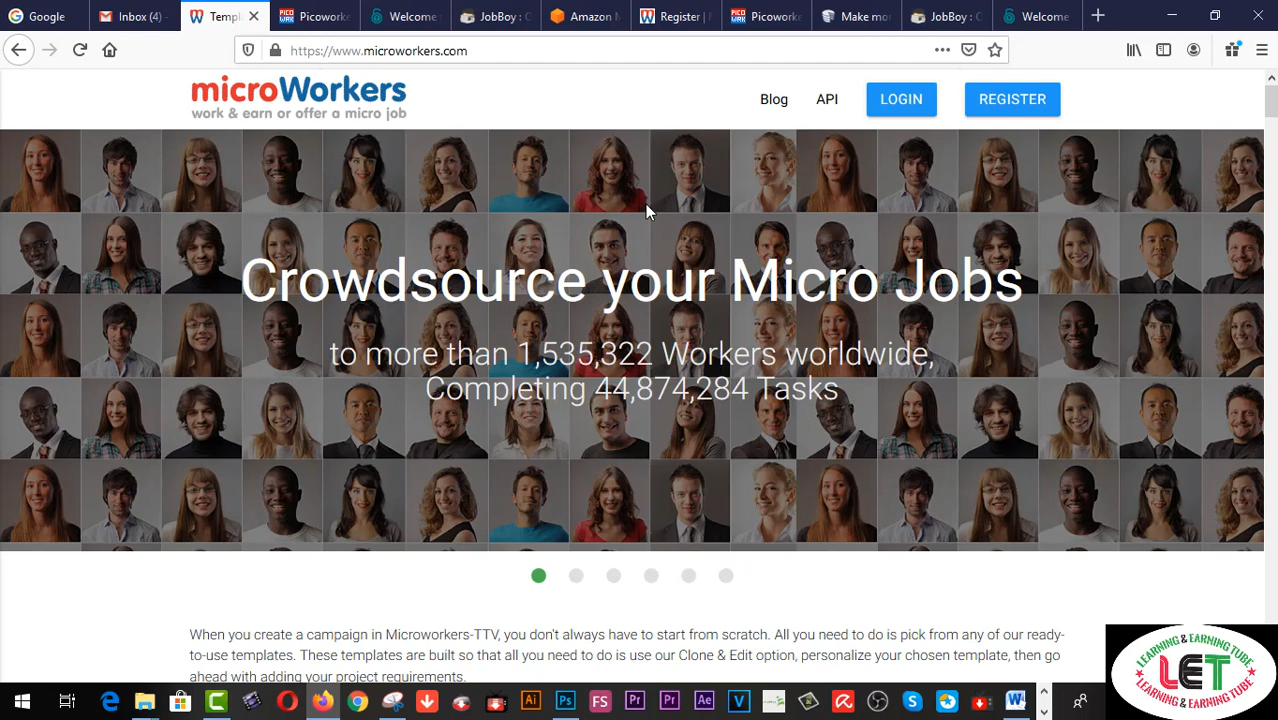 Google
Inbox (4)
Templ
Picowork
Welcome
JobBoy : C
Amazon M
Register | M
Picowork
Make mo
JobBoy : C
Welcome
https://www.microworkers.com
microWorkers
work & earn or offer a micro job
Blog
API
LOGIN
REGISTER
Crowdsource your Micro Jobs
to more than 1,535,322 Workers worldwide,
Completing 44,874,284 Tasks
When you create a campaign in Microworkers-TTV, you don't always have to start from scratch. All you need to do is pick from any of our ready-
to-use templates. These templates are built so that all you need to do is use our Clone & Edit option, personalize your chosen template, then go
ahead with adding your project requirements.
LEARNING & EARNING TUBE
LET
LEARNING & EARNING TUBE